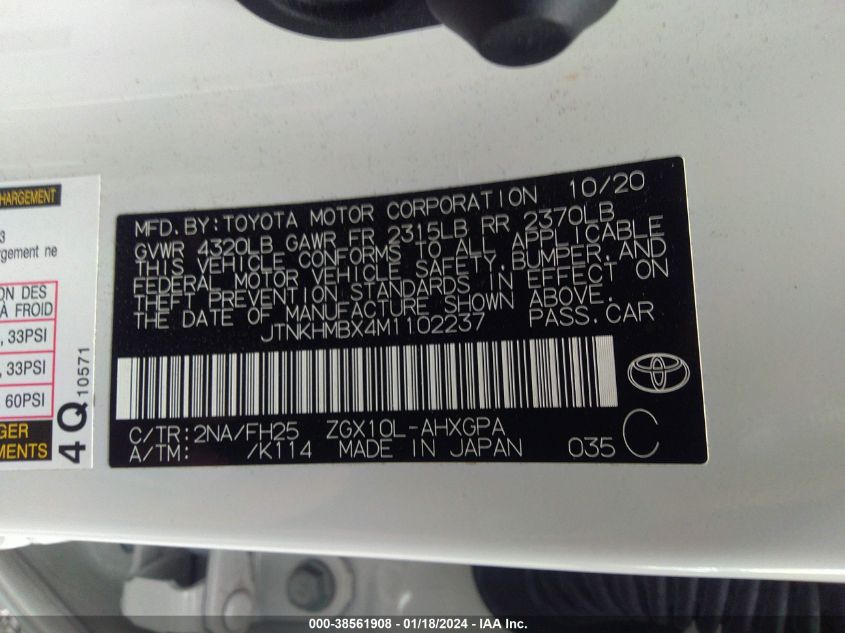 HARGEMENT
3
rgement ne
ON DES
À FROID
, 33PSI
, 33PSI
, 60PSI
GER
EMENTS
4Q 10571
MFD.BY:TOYOTA MOTOR CORPORATION 10/20
GVWR 4320LB GAWR FR 2315LB RR 2370LB
THIS VEHICLE CONFORMS TO ALL APPLICABLE
FEDERAL MOTOR VEHICLE SAFETY,BUMPER,AND
THEFT PREVENTION STANDARDS IN EFFECT ON
THE DATE OF MANUFACTURE SHOWN ABOVE.
JTNKHMBX4M1102237 PASS.CAR
C/TR:2NA/FH25 ZGX10L-AHXGPA
A/TM: /K114 MADE IN JAPAN 035 C
000-38561908 - 01/18/2024 - IAA Inc.